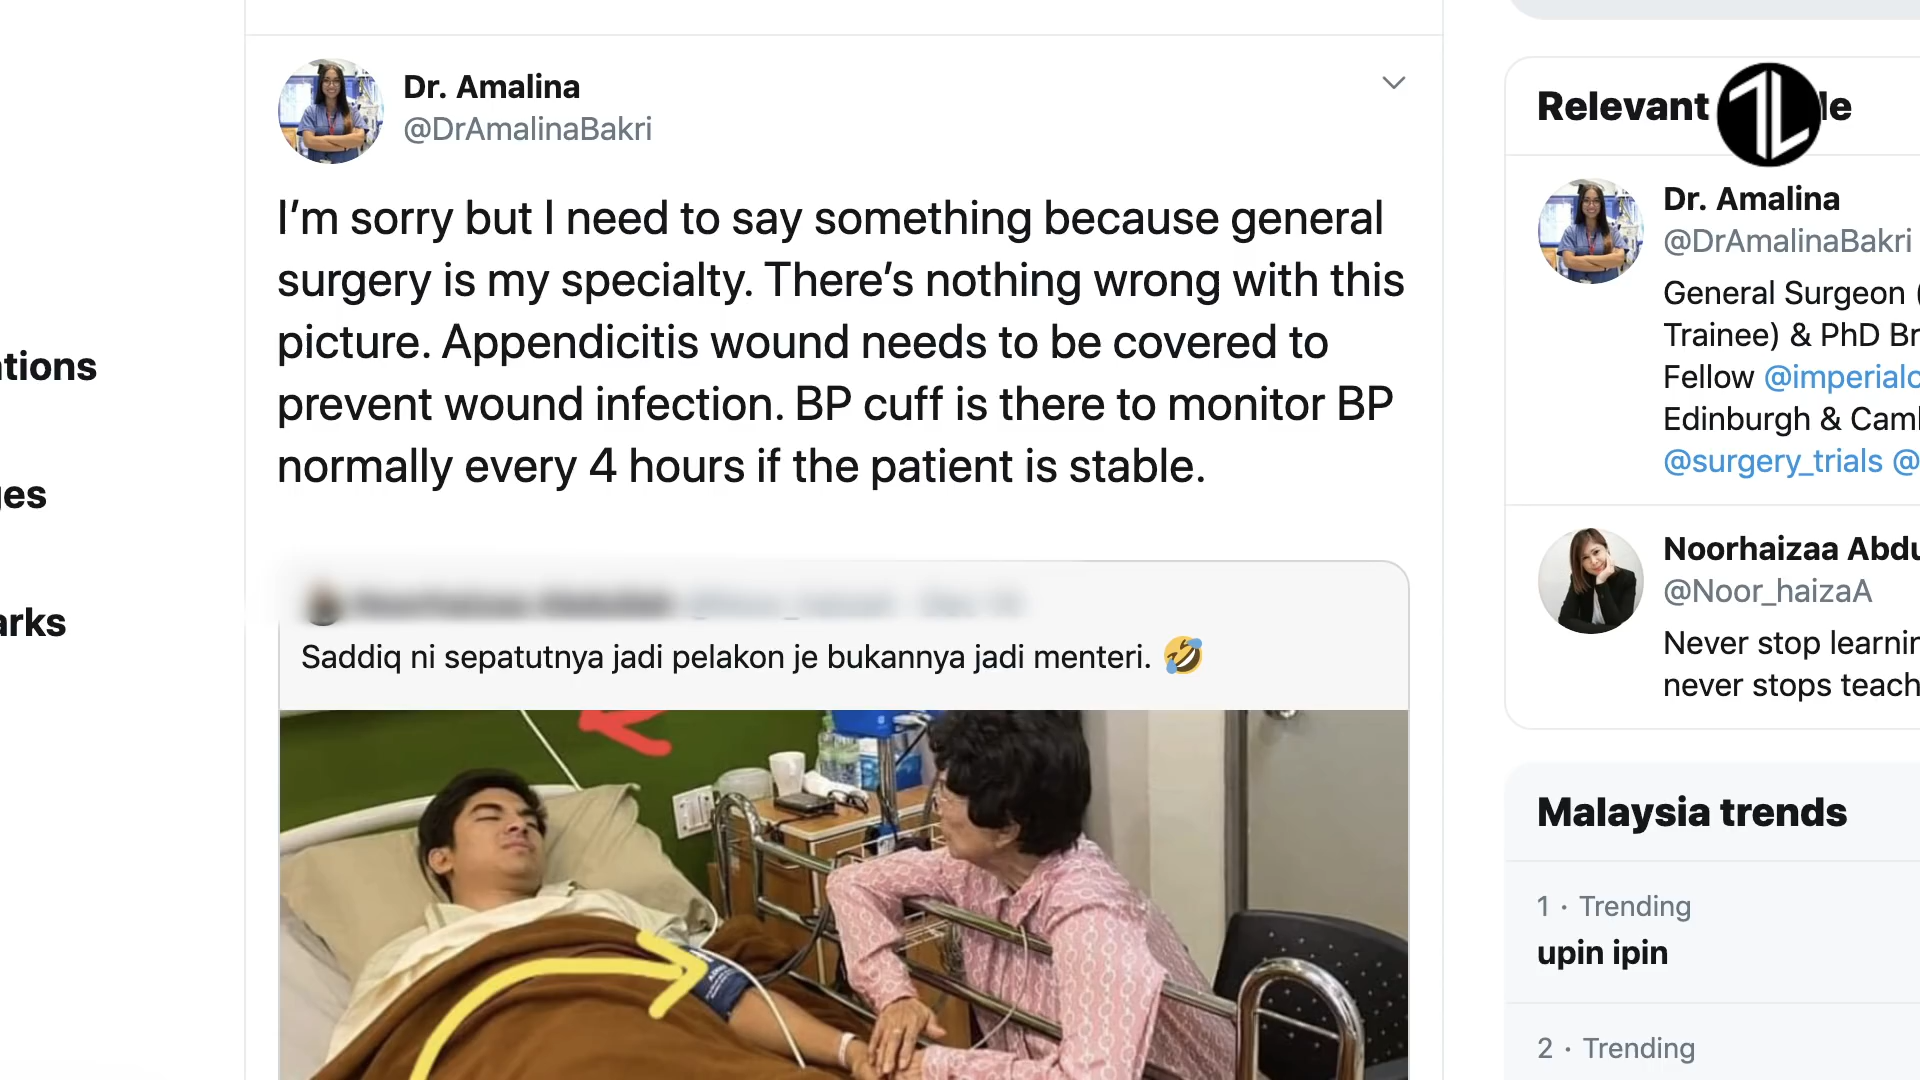 Dr. Amalina
@DrAmalinaBakri
I’m sorry but I need to say something because general
surgery is my specialty. There’s nothing wrong with this
picture. Appendicitis wound needs to be covered to
prevent wound infection. BP cuff is there to monitor BP
normally every 4 hours if the patient is stable.
Saddiq ni sepatutnya jadi pelakon je bukannya jadi menteri. 🤣
tions
ges
arks
Relevant
le
Dr. Amalina
@DrAmalinaBakri
General Surgeon (
Trainee) & PhD Br
Fellow @imperialc
Edinburgh & Cam
@surgery_trials @
Noorhaizaa Abdu
@Noor_haizaA
Never stop learnin
never stops teach
Malaysia trends
1 · Trending
upin ipin
2 · Trending